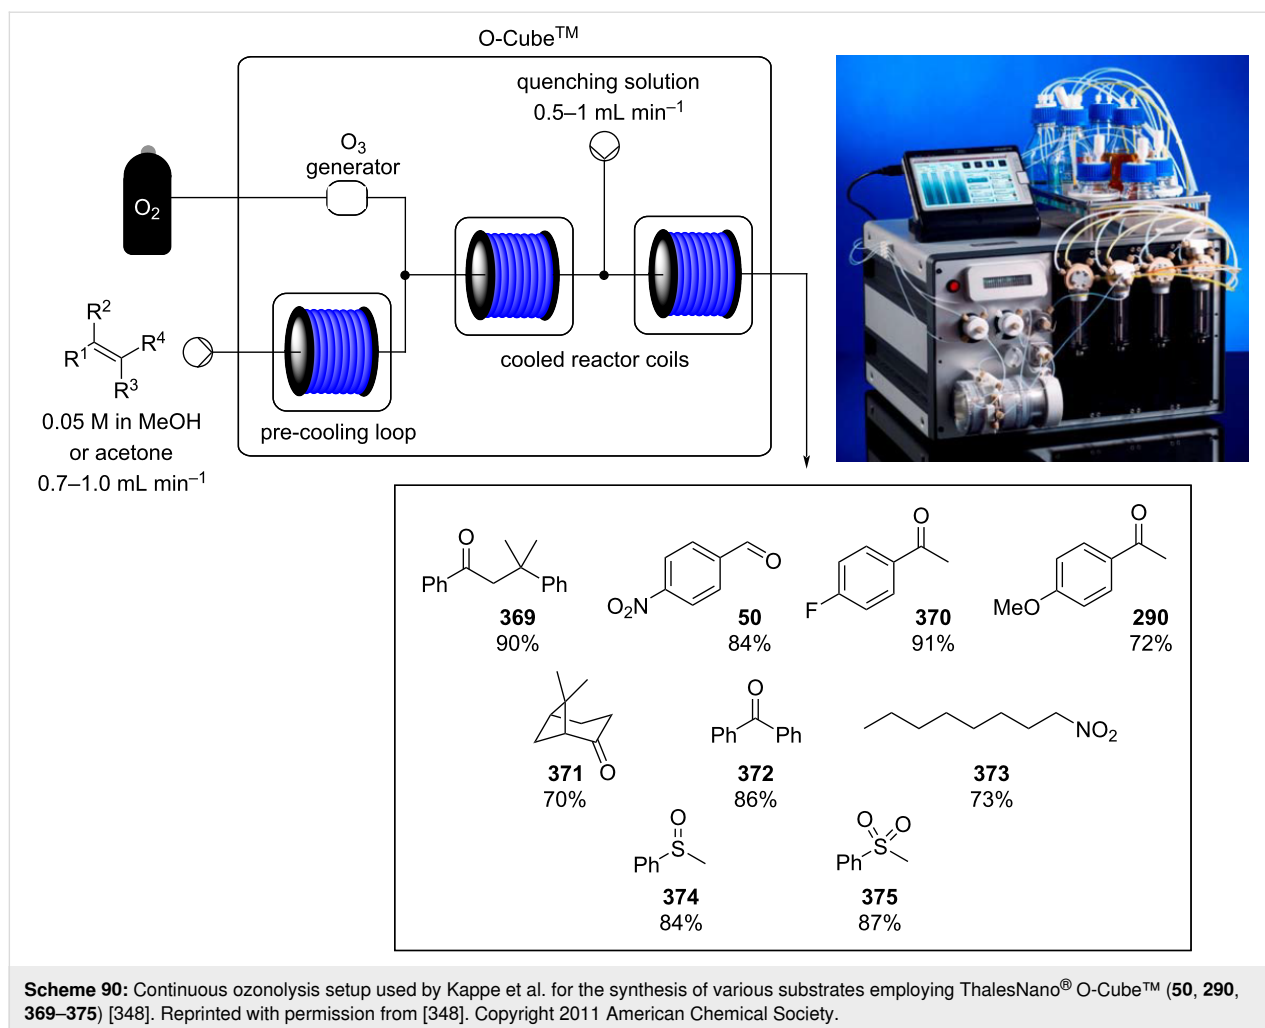 O-Cube™
quenching solution
0.5–1 mL min⁻¹
O₃
generator
O₂
R²
R¹
R⁴
R³
cooled reactor coils
0.05 M in MeOH
or acetone
0.7–1.0 mL min⁻¹
pre-cooling loop
O
Ph
Ph
369
90%
O
O₂N
50
84%
O
F
370
91%
O
MeO
290
72%
O
371
70%
O
Ph
Ph
372
86%
NO₂
373
73%
O
S
Ph
374
84%
O
O
S
Ph
375
87%
Scheme 90: Continuous ozonolysis setup used by Kappe et al. for the synthesis of various substrates employing ThalesNano® O-Cube™ (50, 290,
369–375) [348]. Reprinted with permission from [348]. Copyright 2011 American Chemical Society.